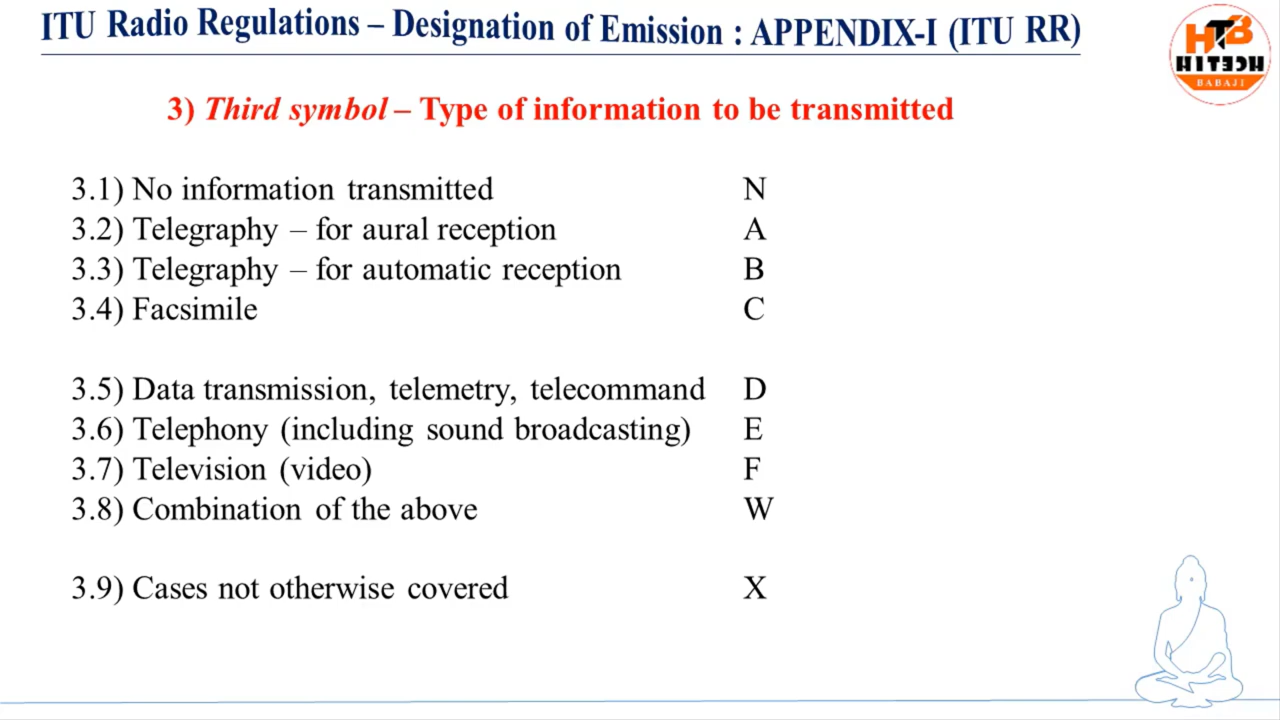 ITU Radio Regulations – Designation of Emission : APPENDIX-I (ITU RR)
HTB
HITECH
BABAJI
3) Third symbol – Type of information to be transmitted
3.1) No information transmitted N
3.2) Telegraphy – for aural reception A
3.3) Telegraphy – for automatic reception B
3.4) Facsimile C
3.5) Data transmission, telemetry, telecommand D
3.6) Telephony (including sound broadcasting) E
3.7) Television (video) F
3.8) Combination of the above W
3.9) Cases not otherwise covered X